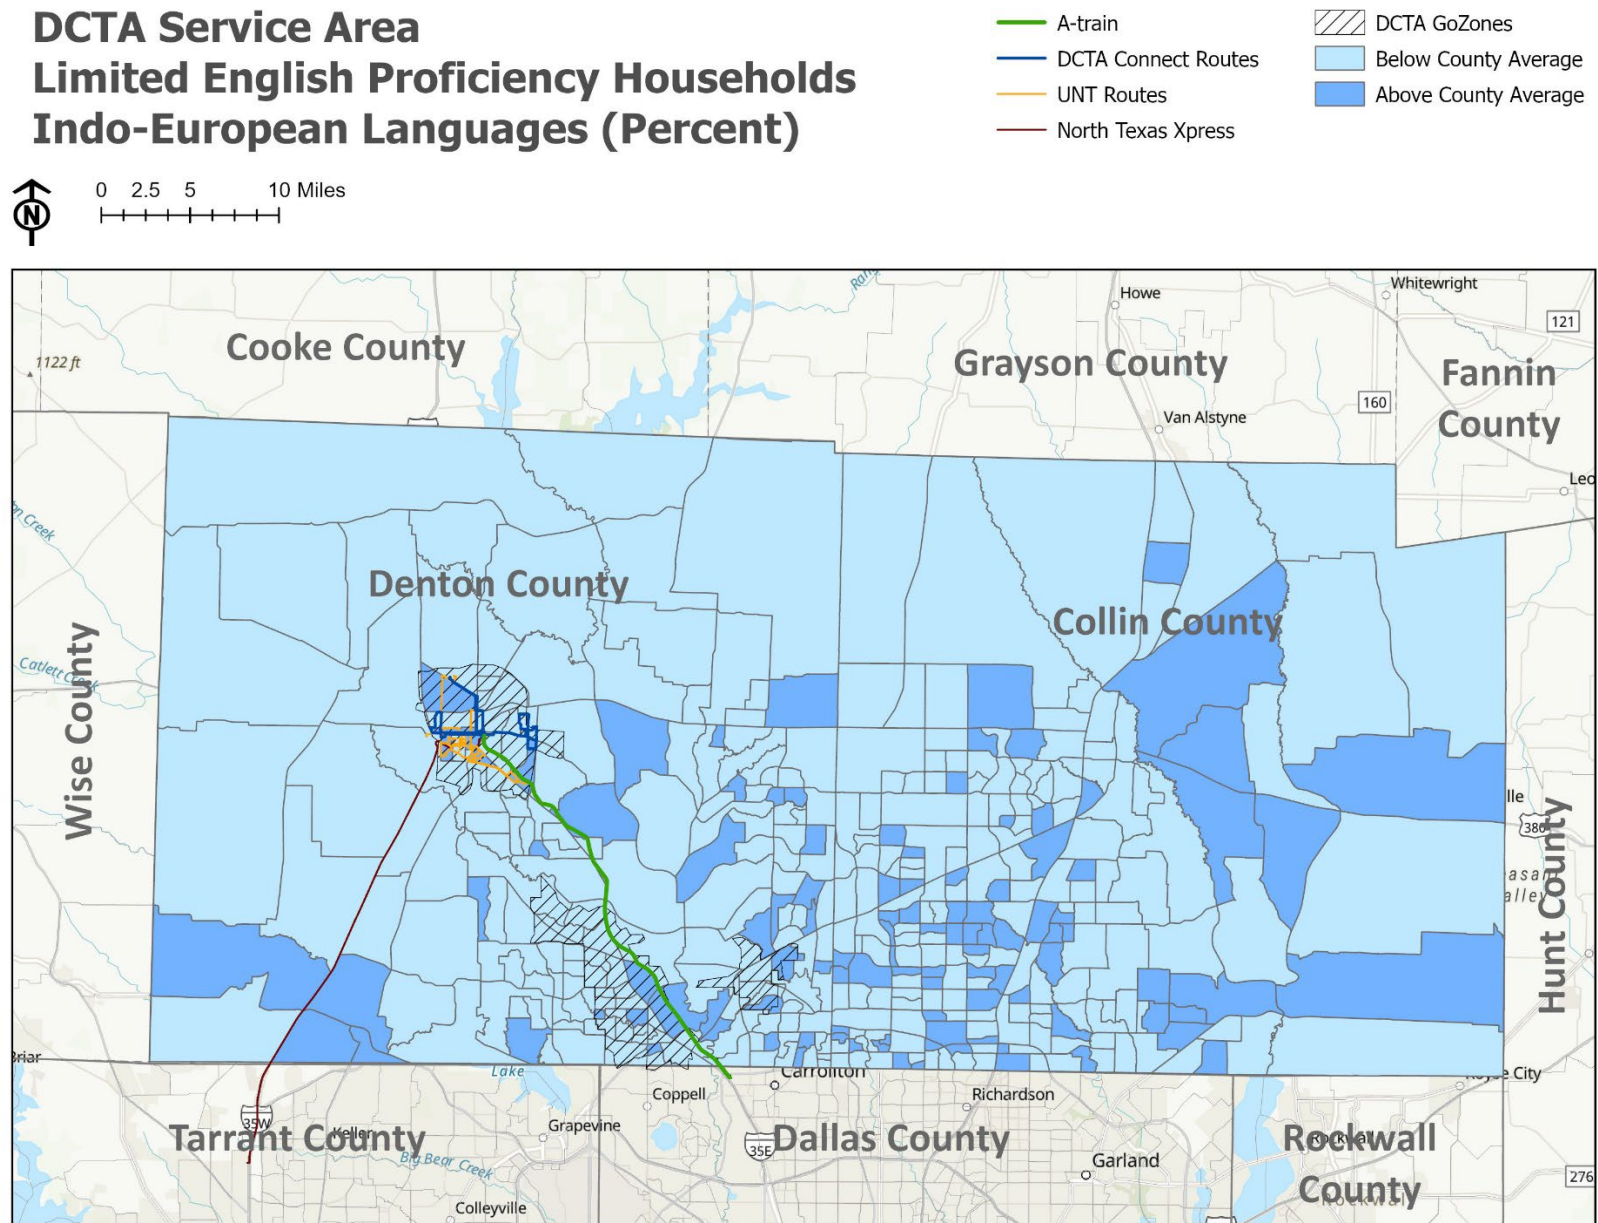 DCTA Service Area
Limited English Proficiency Households
Indo-European Languages (Percent)
A-train
DCTA Connect Routes
UNT Routes
North Texas Xpress
DCTA GoZones
Below County Average
Above County Average
N
0 2.5 5 10 Miles
Whitewright
Howe
121
Cooke County
Grayson County
1122 ft
Fannin
County
160
Van Alstyne
Denton County
Collin County
Wise County
Catlett Creek
380
Hunt County
Lake
Carrollton
Coppell
Richardson
35W
Keller
Grapevine
Tarrant County
35E
Dallas County
Rockwall
County
Big Bear Creek
Garland
276
Colleyville